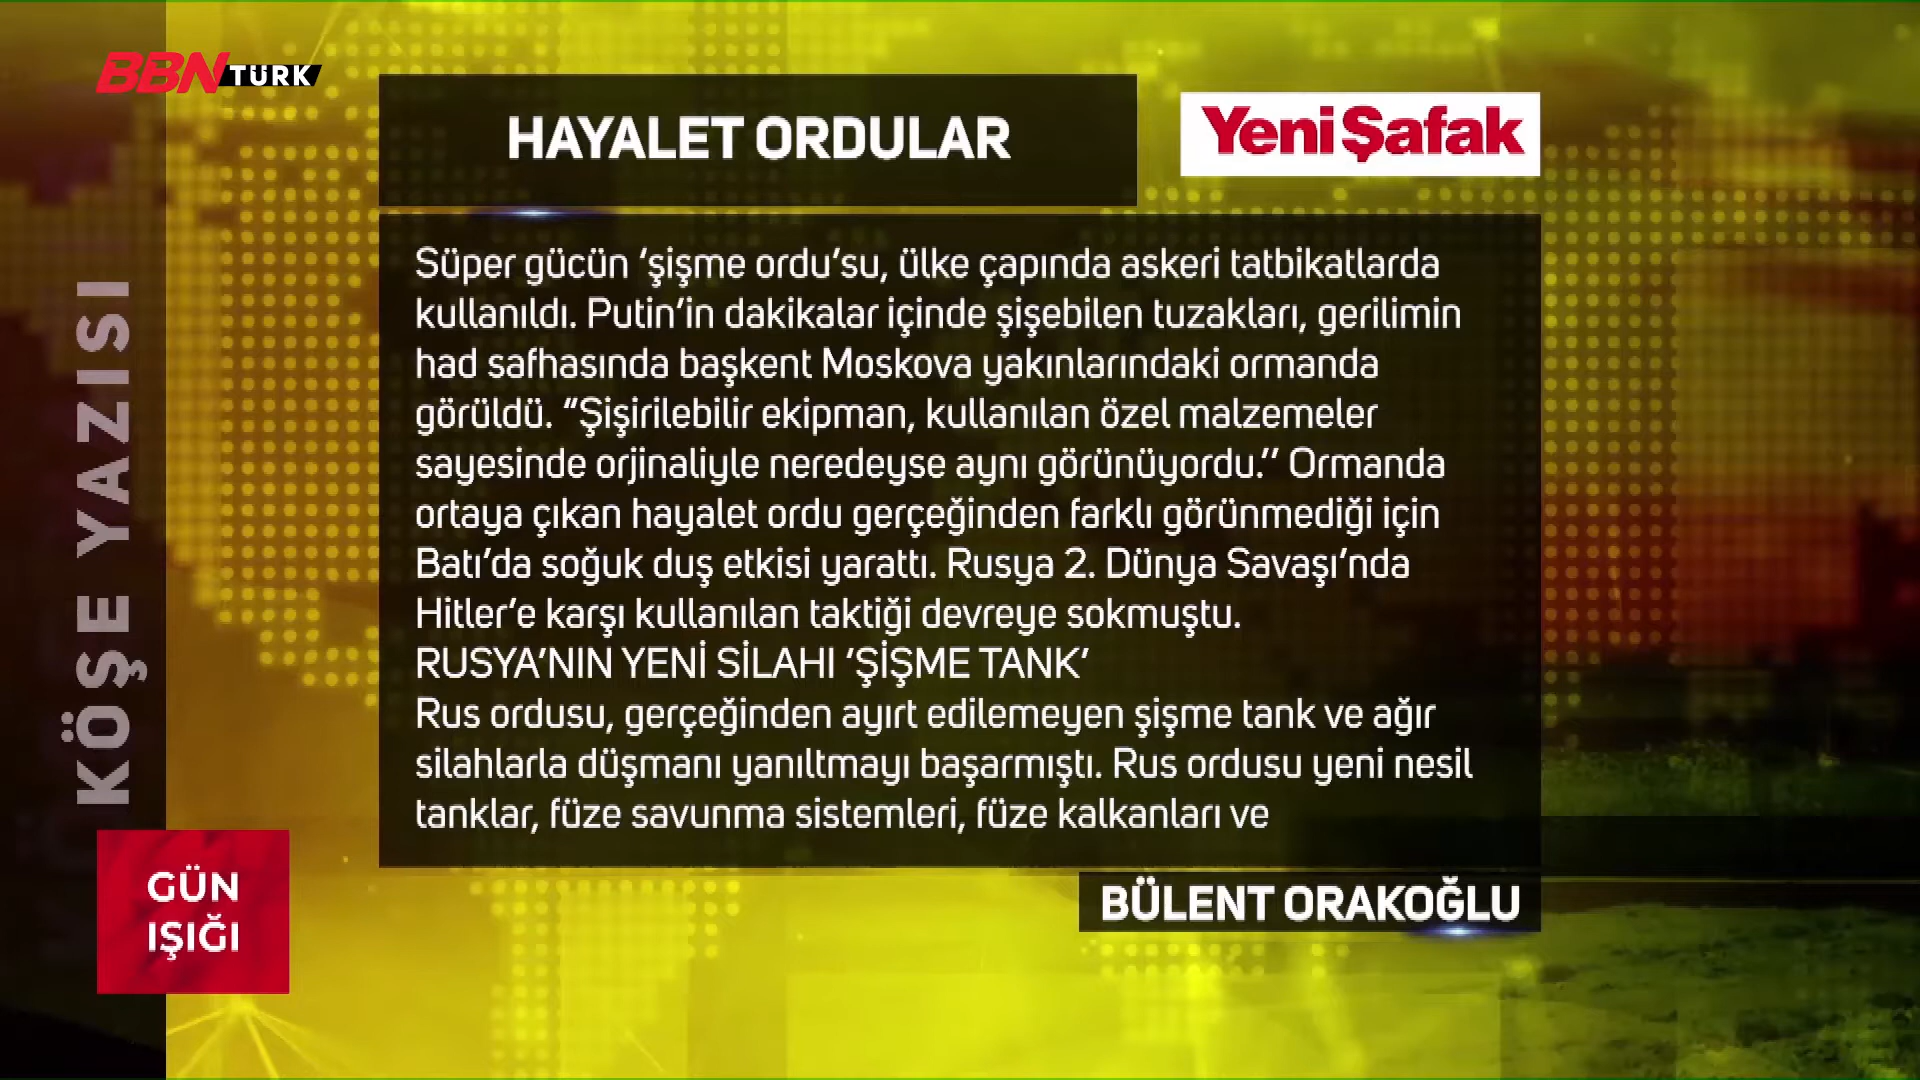 BBN TÜRK
HAYALET ORDULAR
Yeni Şafak
Süper gücün ‘şişme ordu’su, ülke çapında askeri tatbikatlarda
kullanıldı. Putin’in dakikalar içinde şişebilen tuzakları, gerilimin
had safhasında başkent Moskova yakınlarındaki ormanda
görüldü. “Şişirilebilir ekipman, kullanılan özel malzemeler
sayesinde orjinaliyle neredeyse aynı görünüyordu.’’ Ormanda
ortaya çıkan hayalet ordu gerçeğinden farklı görünmediği için
Batı’da soğuk duş etkisi yarattı. Rusya 2. Dünya Savaşı’nda
Hitler’e karşı kullanılan taktiği devreye sokmuştu.
RUSYA’NIN YENİ SİLAHI ‘ŞİŞME TANK’
Rus ordusu, gerçeğinden ayırt edilemeyen şişme tank ve ağır
silahlarla düşmanı yanıltmayı başarmıştı. Rus ordusu yeni nesil
tanklar, füze savunma sistemleri, füze kalkanları ve
BÜLENT ORAKOĞLU
KÖŞE YAZISI
GÜN
IŞIĞI